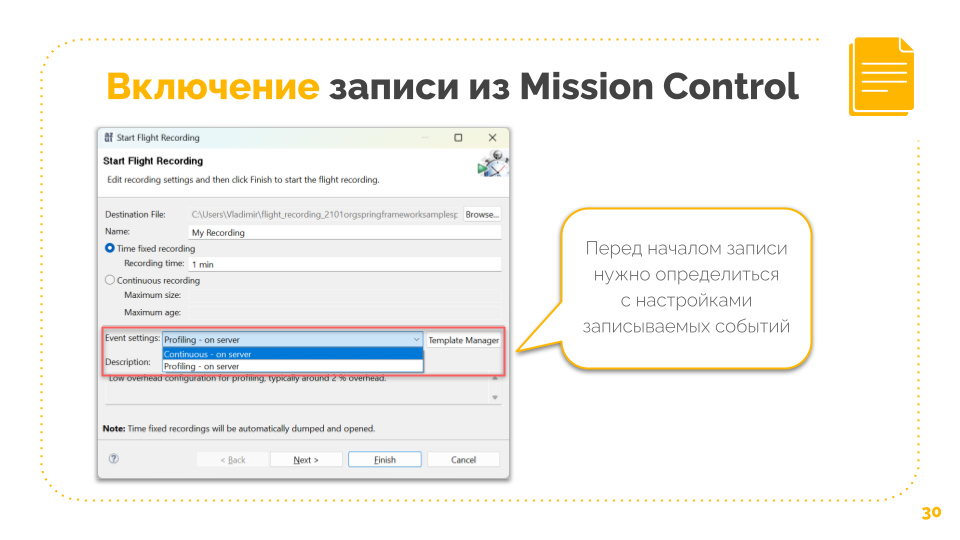 Включение записи из Mission Control
Start Flight Recording
Start Flight Recording
Edit recording settings and then click Finish to start the flight recording.
Destination File: C:\Users\Vladimir\flight_recording_2101orgspringframeworksamplesp Browse...
Name: My Recording
Time fixed recording
Recording time: 1 min
Continuous recording
Maximum size:
Maximum age:
Event settings: Profiling - on server Template Manager
Continuous - on server
Description: Profiling - on server
Low overhead configuration for profiling, typically around 2 % overhead.
Note: Time fixed recordings will be automatically dumped and opened.
< Back Next > Finish Cancel
Перед началом записи
нужно определиться
с настройками
записываемых событий
30